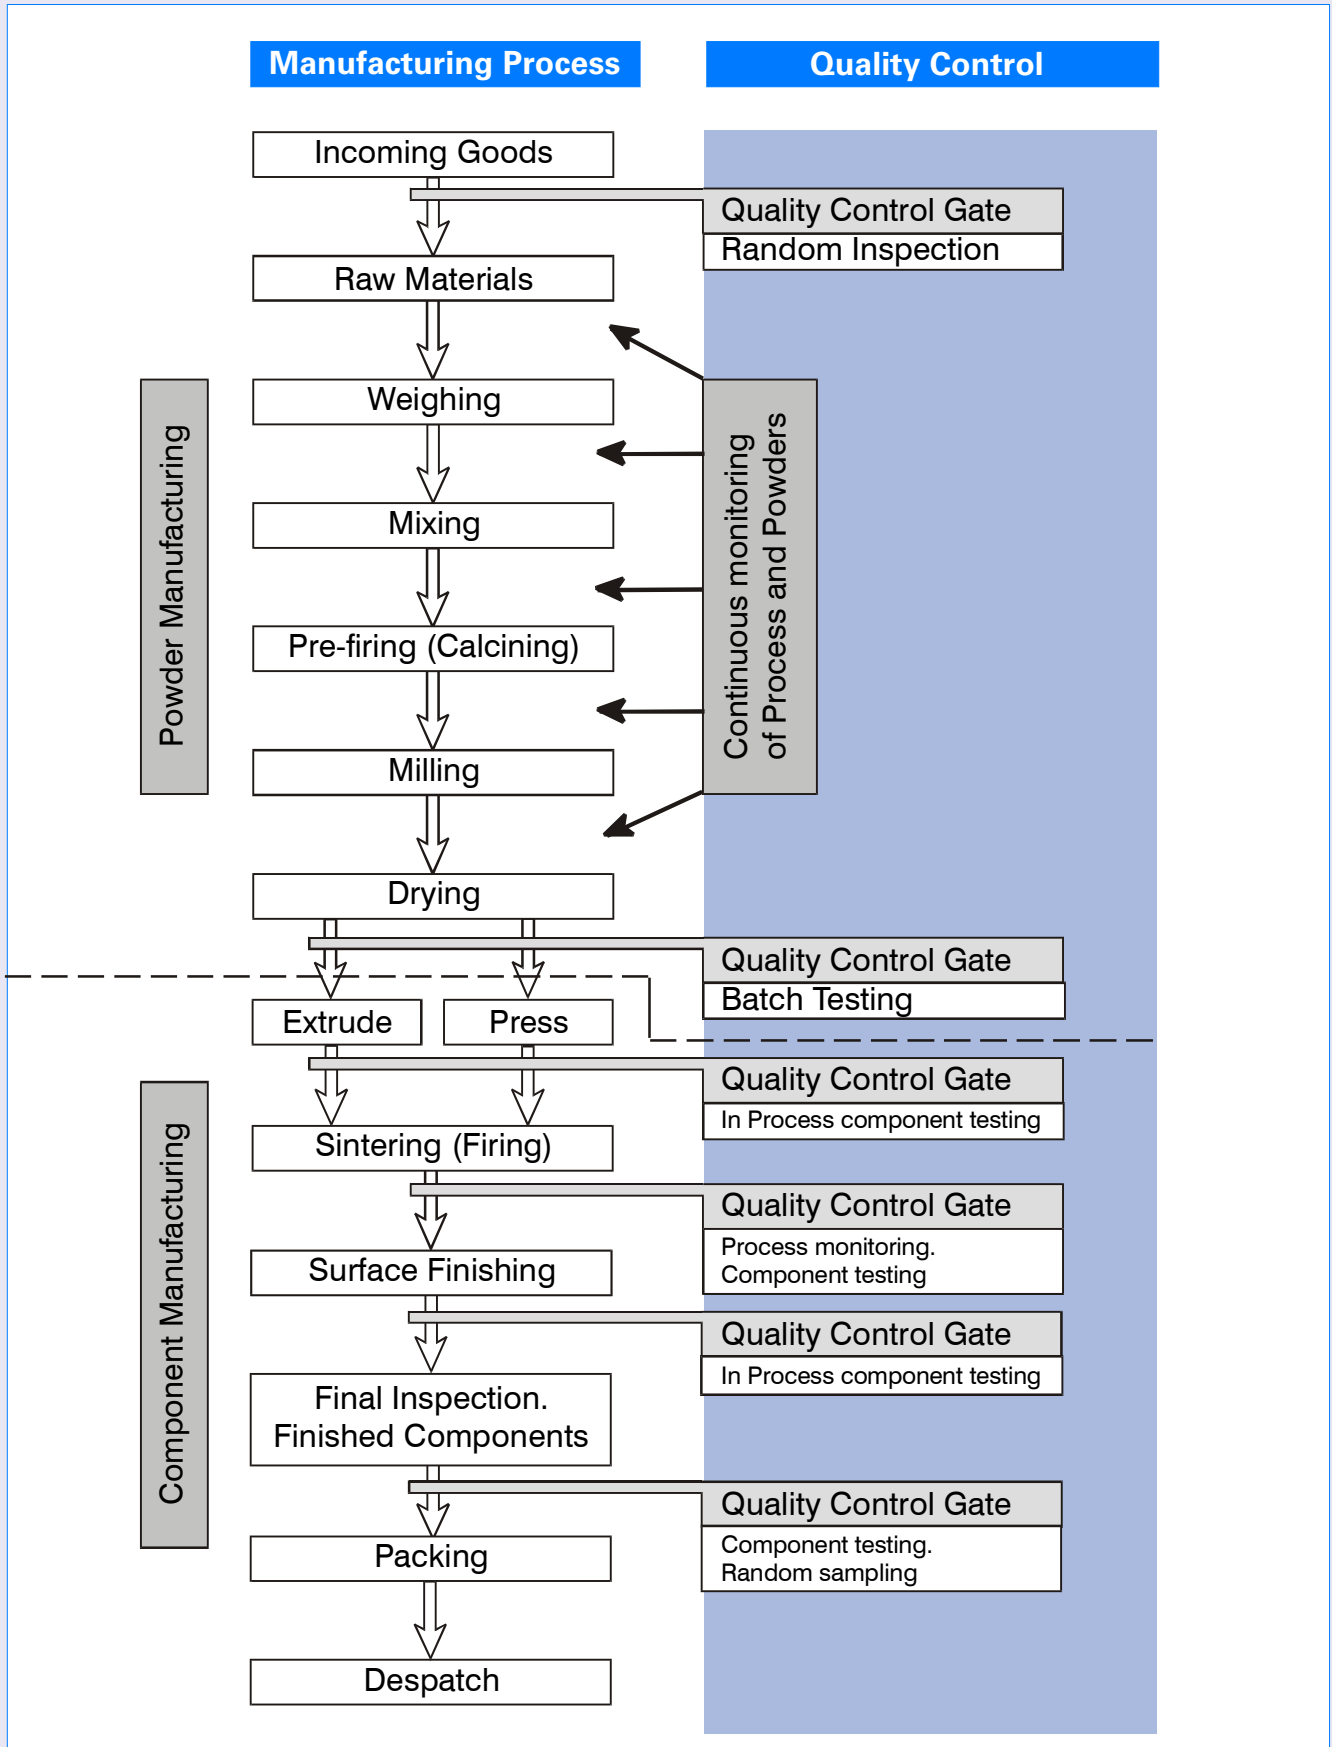 Manufacturing Process
Quality Control
Incoming Goods
Quality Control Gate
Random Inspection
Raw Materials
Powder Manufacturing
Weighing
Continuous monitoring
of Process and Powders
Mixing
Pre-firing (Calcining)
Milling
Drying
Quality Control Gate
Batch Testing
Extrude
Press
Quality Control Gate
In Process component testing
Component Manufacturing
Sintering (Firing)
Quality Control Gate
Process monitoring.
Component testing
Surface Finishing
Quality Control Gate
In Process component testing
Final Inspection.
Finished Components
Quality Control Gate
Component testing.
Random sampling
Packing
Despatch